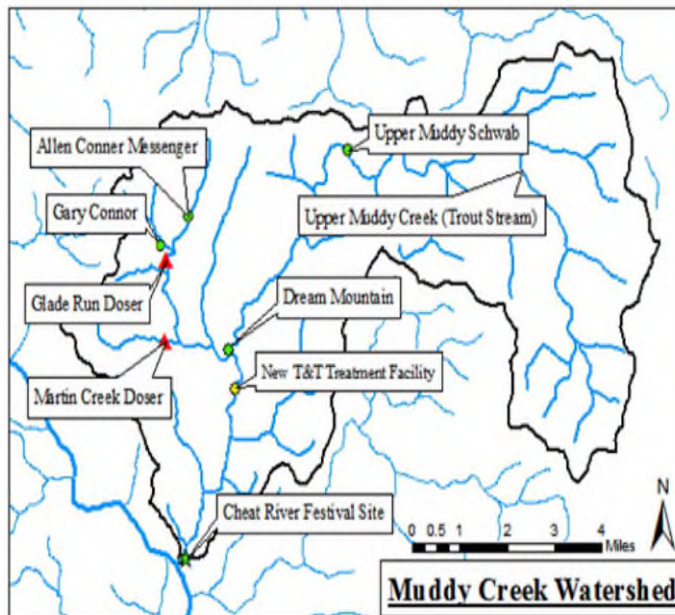 Upper Muddy Schwab
Allen Conner Messenger
Gary Connor
Upper Muddy Creek (Trout Stream)
Glade Run Doser
Dream Mountain
New T&T Treatment Facility
Martin Creek Doser
Cheat River Festival Site
N
0 0.5 1 2 3 4
Miles
Muddy Creek Watershed